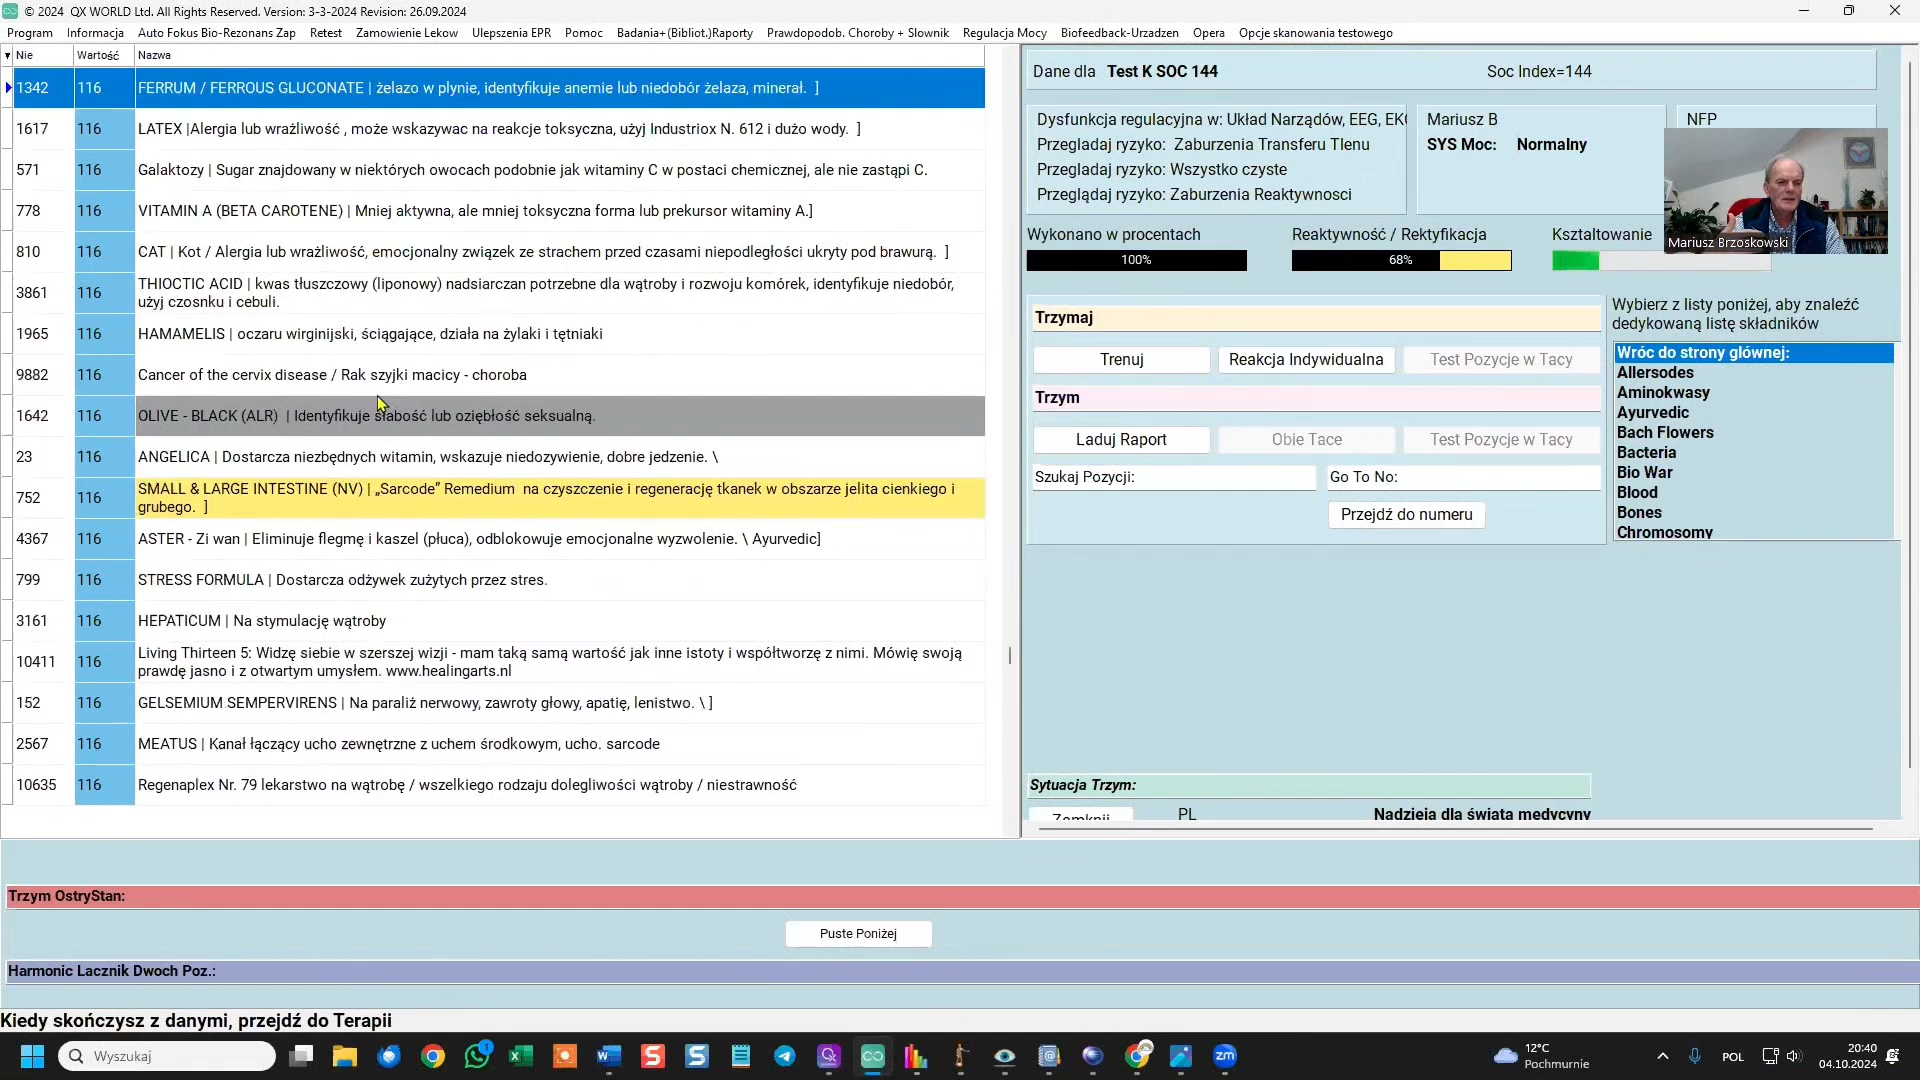 © 2024 QX WORLD Ltd. All Rights Reserved. Version: 3-3-2024 Revision: 26.09.2024
Program Informacja Auto Fokus Bio-Rezonans Zap Retest Zamowienie Lekow Ulepszenia EPR Pomoc Badania+(Bibliot.)Raporty Prawdopodob. Choroby + Slownik Regulacja Mocy Biofeedback-Urzadzen Opera Opcje skanowania testowego
Nie Wartość Nazwa
1342 116 FERRUM / FERROUS GLUCONATE | żelazo w plynie, identyfikuje anemie lub niedobór żelaza, minerał. ]
1617 116 LATEX |Alergia lub wrażliwość , może wskazywac na reakcje toksyczna, użyj Industriox N. 612 i dużo wody. ]
571 116 Galaktozy | Sugar znajdowany w niektórych owocach podobnie jak witaminy C w postaci chemicznej, ale nie zastąpi C.
778 116 VITAMIN A (BETA CAROTENE) | Mniej aktywna, ale mniej toksyczna forma lub prekursor witaminy A.]
810 116 CAT | Kot / Alergia lub wrażliwość, emocjonalny związek ze strachem przed czasami niepodległości ukryty pod brawurą. ]
3861 116 THIOCTIC ACID | kwas tłuszczowy (liponowy) nadsiarczan potrzebne dla wątroby i rozwoju komórek, identyfikuje niedobór,
użyj czosnku i cebuli.
1965 116 HAMAMELIS | oczaru wirginijski, ściągające, działa na żylaki i tętniaki
9882 116 Cancer of the cervix disease / Rak szyjki macicy - choroba
1642 116 OLIVE - BLACK (ALR) | Identyfikuje słabość lub oziębłość seksualną.
23 116 ANGELICA | Dostarcza niezbędnych witamin, wskazuje niedozywienie, dobre jedzenie. \
752 116 SMALL & LARGE INTESTINE (NV) | „Sarcode” Remedium na czyszczenie i regenerację tkanek w obszarze jelita cienkiego i
grubego. ]
4367 116 ASTER - Zi wan | Eliminuje flegmę i kaszel (płuca), odblokowuje emocjonalne wyzwolenie. \ Ayurvedic]
799 116 STRESS FORMULA | Dostarcza odżywek zużytych przez stres.
3161 116 HEPATICUM | Na stymulację wątroby
10411 116 Living Thirteen 5: Widzę siebie w szerszej wizji - mam taką samą wartość jak inne istoty i współtworzę z nimi. Mówię swoją
prawdę jasno i z otwartym umysłem. www.healingarts.nl
152 116 GELSEMIUM SEMPERVIRENS | Na paraliż nerwowy, zawroty głowy, apatię, lenistwo. \ ]
2567 116 MEATUS | Kanał łączący ucho zewnętrzne z uchem środkowym, ucho. sarcode
10635 116 Regenaplex Nr. 79 lekarstwo na wątrobę / wszelkiego rodzaju dolegliwości wątroby / niestrawność
Dane dla Test K SOC 144 Soc Index=144
Dysfunkcja regulacyjna w: Układ Narządów, EEG, EK
Przegladaj ryzyko: Zaburzenia Transferu Tlenu
Przegladaj ryzyko: Wszystko czyste
Przeglądaj ryzyko: Zaburzenia Reaktywnosci
Mariusz B
SYS Moc: Normalny
NFP
Mariusz Brzoskowski
Wykonano w procentach Reaktywność / Rektyfikacja Kształtowanie
100% 68%
Trzymaj
Trenuj Reakcja Indywidualna Test Pozycje w Tacy
Trzym
Laduj Raport Obie Tace Test Pozycje w Tacy
Szukaj Pozycji: Go To No:
Przejdź do numeru
Wybierz z listy poniżej, aby znaleźć
dedykowaną listę składników
Wróc do strony glównej:
Allersodes
Aminokwasy
Ayurvedic
Bach Flowers
Bacteria
Bio War
Blood
Bones
Chromosomy
Sytuacja Trzym:
Zamknij PL Nadzieja dla świata medycyny
Trzym OstryStan:
Puste Poniżej
Harmonic Lacznik Dwoch Poz.:
Kiedy skończysz z danymi, przejdź do Terapii
Wyszukaj
12°C
Pochmurnie
POL
20:40
04.10.2024